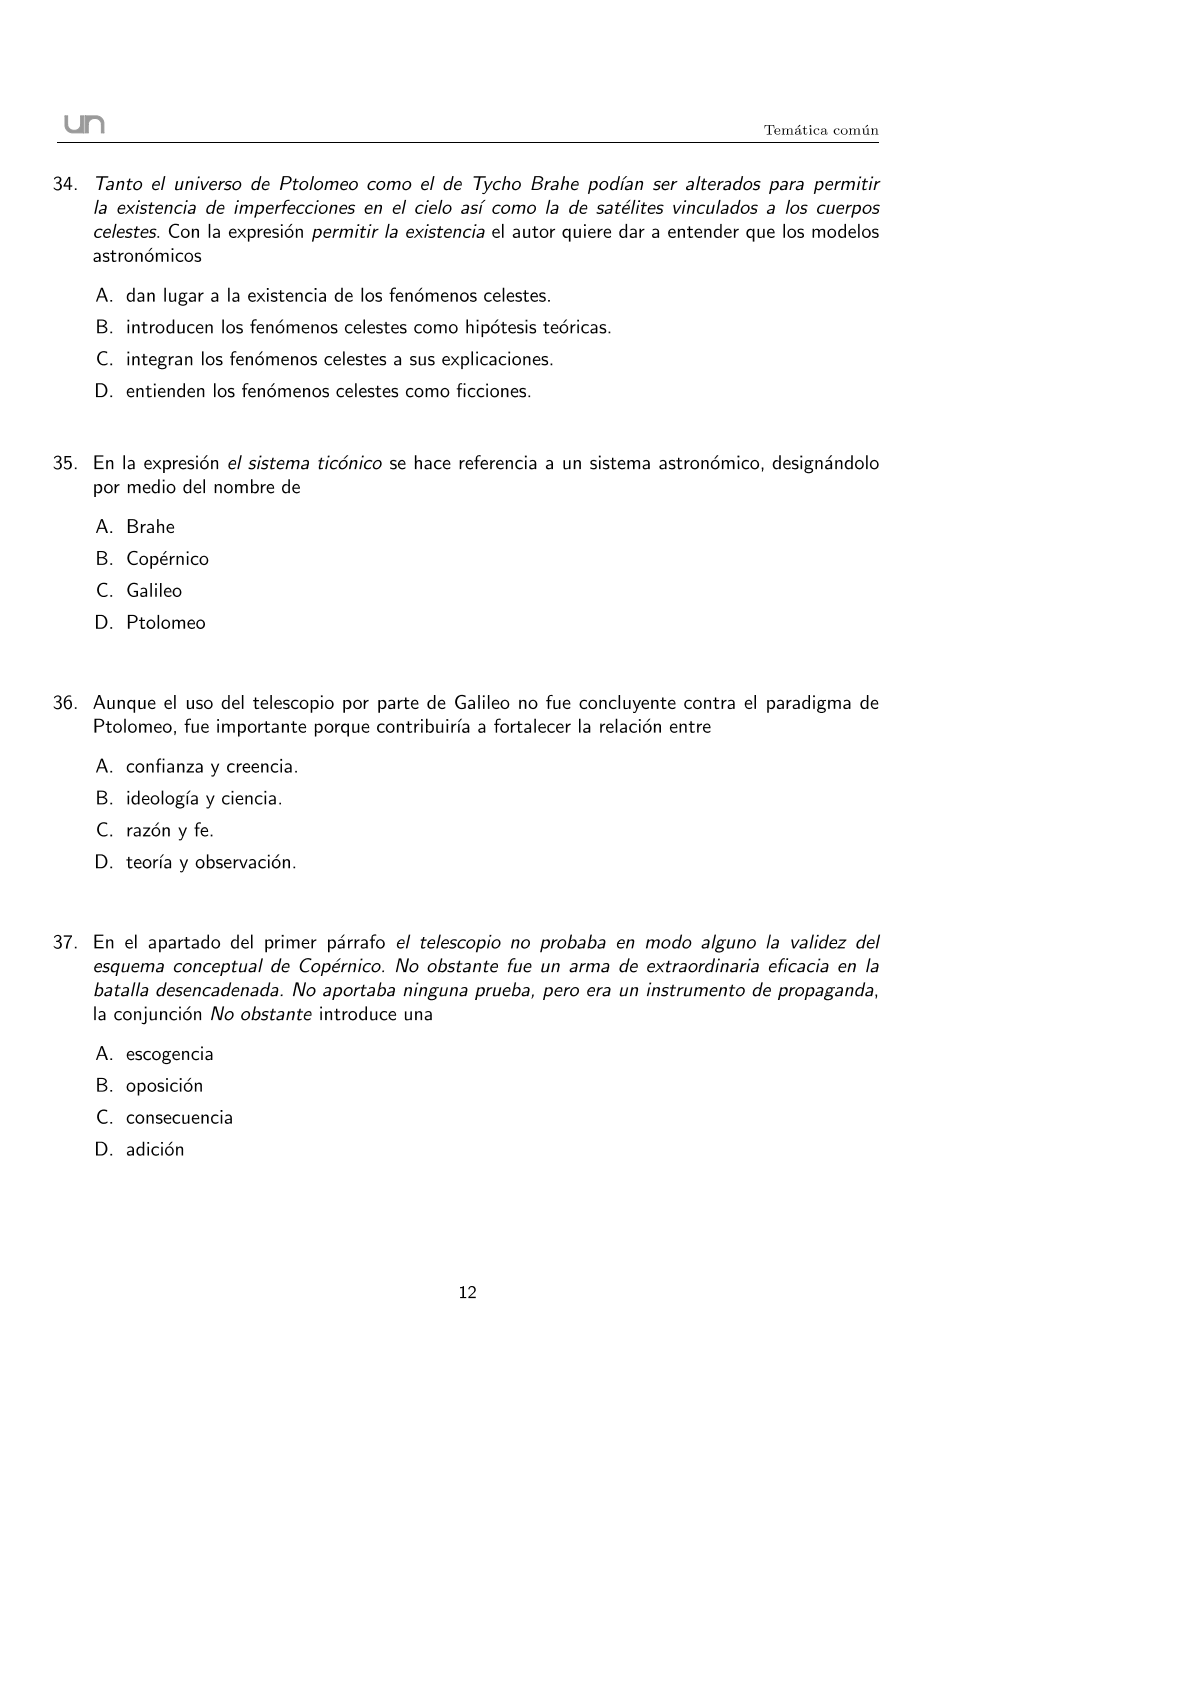 un
Temática común
34. Tanto el universo de Ptolomeo como el de Tycho Brahe podían ser alterados para permitir
la existencia de imperfecciones en el cielo así como la de satélites vinculados a los cuerpos
celestes. Con la expresión permitir la existencia el autor quiere dar a entender que los modelos
astronómicos
A. dan lugar a la existencia de los fenómenos celestes.
B. introducen los fenómenos celestes como hipótesis teóricas.
C. integran los fenómenos celestes a sus explicaciones.
D. entienden los fenómenos celestes como ficciones.
35. En la expresión el sistema ticónico se hace referencia a un sistema astronómico, designándolo
por medio del nombre de
A. Brahe
B. Copérnico
C. Galileo
D. Ptolomeo
36. Aunque el uso del telescopio por parte de Galileo no fue concluyente contra el paradigma de
Ptolomeo, fue importante porque contribuiría a fortalecer la relación entre
A. confianza y creencia.
B. ideología y ciencia.
C. razón y fe.
D. teoría y observación.
37. En el apartado del primer párrafo el telescopio no probaba en modo alguno la validez del
esquema conceptual de Copérnico. No obstante fue un arma de extraordinaria eficacia en la
batalla desencadenada. No aportaba ninguna prueba, pero era un instrumento de propaganda,
la conjunción No obstante introduce una
A. escogencia
B. oposición
C. consecuencia
D. adición
12